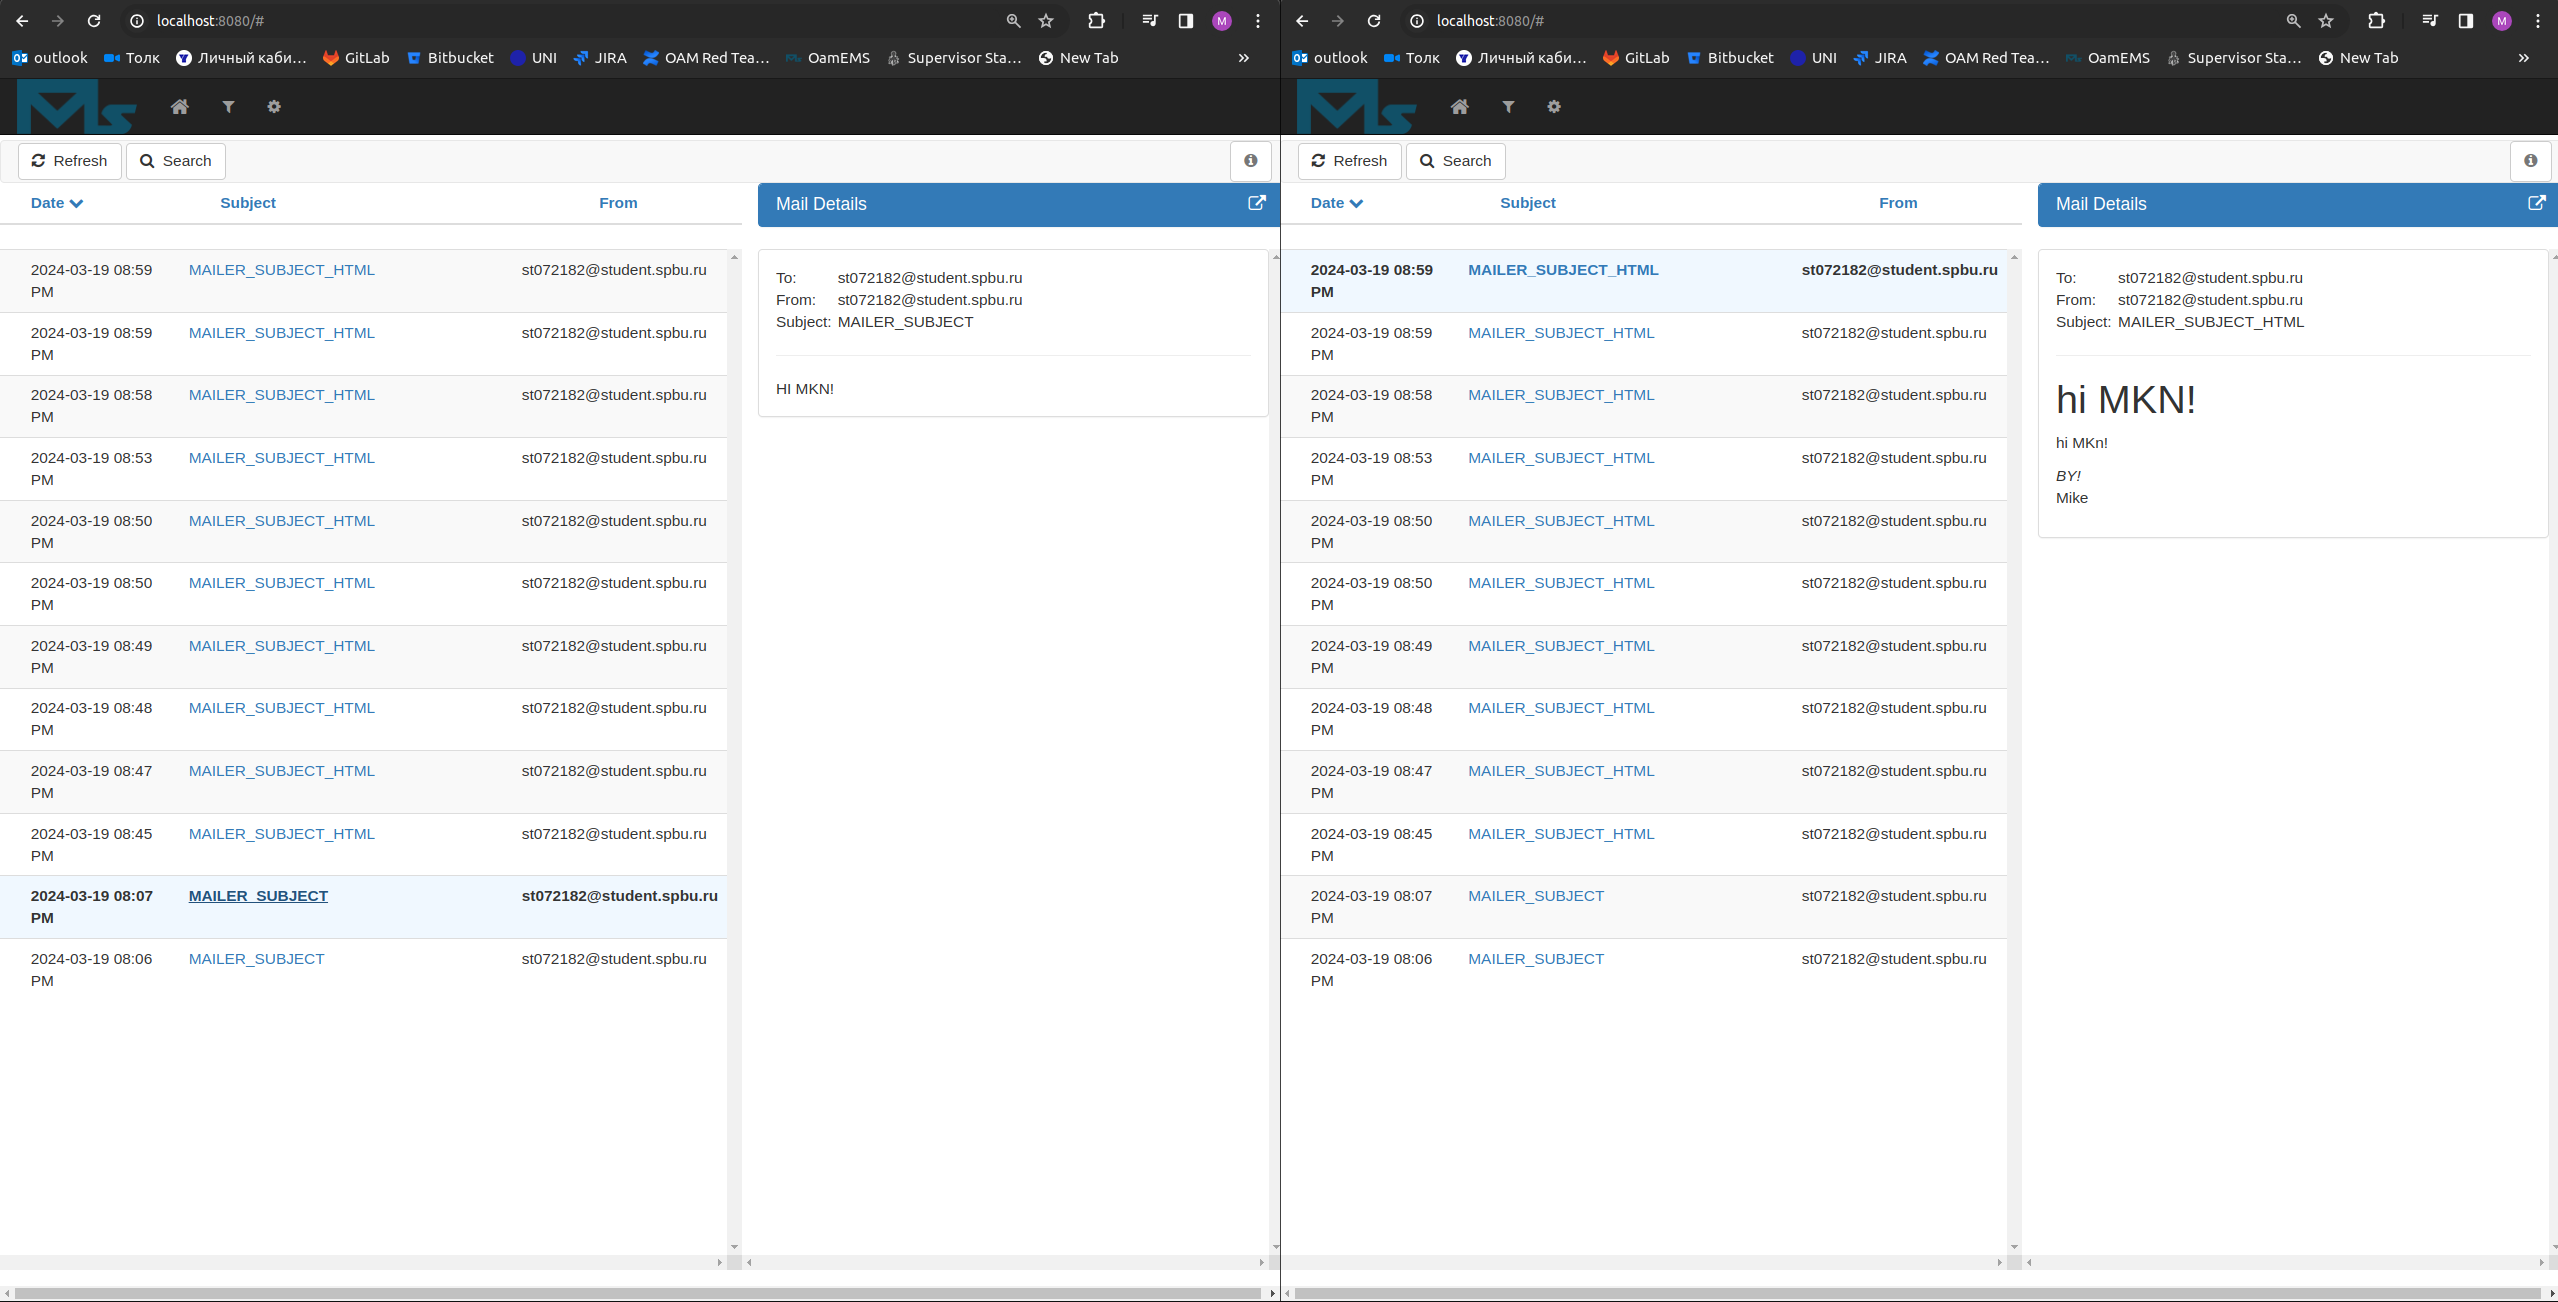 localhost:8080/#
outlook Толк Личный каби… GitLab Bitbucket UNI JIRA OAM Red Tea… OamEMS Supervisor Sta… New Tab »
Ms
Refresh Search
Date Subject From
Mail Details
2024-03-19 08:59 PM MAILER_SUBJECT_HTML st072182@student.spbu.ru
2024-03-19 08:59 PM MAILER_SUBJECT_HTML st072182@student.spbu.ru
2024-03-19 08:58 PM MAILER_SUBJECT_HTML st072182@student.spbu.ru
2024-03-19 08:53 PM MAILER_SUBJECT_HTML st072182@student.spbu.ru
2024-03-19 08:50 PM MAILER_SUBJECT_HTML st072182@student.spbu.ru
2024-03-19 08:50 PM MAILER_SUBJECT_HTML st072182@student.spbu.ru
2024-03-19 08:49 PM MAILER_SUBJECT_HTML st072182@student.spbu.ru
2024-03-19 08:48 PM MAILER_SUBJECT_HTML st072182@student.spbu.ru
2024-03-19 08:47 PM MAILER_SUBJECT_HTML st072182@student.spbu.ru
2024-03-19 08:45 PM MAILER_SUBJECT_HTML st072182@student.spbu.ru
2024-03-19 08:07 PM MAILER_SUBJECT st072182@student.spbu.ru
2024-03-19 08:06 PM MAILER_SUBJECT st072182@student.spbu.ru
To: st072182@student.spbu.ru
From: st072182@student.spbu.ru
Subject: MAILER_SUBJECT
HI MKN!
localhost:8080/#
outlook Толк Личный каби… GitLab Bitbucket UNI JIRA OAM Red Tea… OamEMS Supervisor Sta… New Tab »
Ms
Refresh Search
Date Subject From
Mail Details
2024-03-19 08:59 PM MAILER_SUBJECT_HTML st072182@student.spbu.ru
2024-03-19 08:59 PM MAILER_SUBJECT_HTML st072182@student.spbu.ru
2024-03-19 08:58 PM MAILER_SUBJECT_HTML st072182@student.spbu.ru
2024-03-19 08:53 PM MAILER_SUBJECT_HTML st072182@student.spbu.ru
2024-03-19 08:50 PM MAILER_SUBJECT_HTML st072182@student.spbu.ru
2024-03-19 08:50 PM MAILER_SUBJECT_HTML st072182@student.spbu.ru
2024-03-19 08:49 PM MAILER_SUBJECT_HTML st072182@student.spbu.ru
2024-03-19 08:48 PM MAILER_SUBJECT_HTML st072182@student.spbu.ru
2024-03-19 08:47 PM MAILER_SUBJECT_HTML st072182@student.spbu.ru
2024-03-19 08:45 PM MAILER_SUBJECT_HTML st072182@student.spbu.ru
2024-03-19 08:07 PM MAILER_SUBJECT st072182@student.spbu.ru
2024-03-19 08:06 PM MAILER_SUBJECT st072182@student.spbu.ru
To: st072182@student.spbu.ru
From: st072182@student.spbu.ru
Subject: MAILER_SUBJECT_HTML
hi MKN!
hi MKn!
BY!
Mike